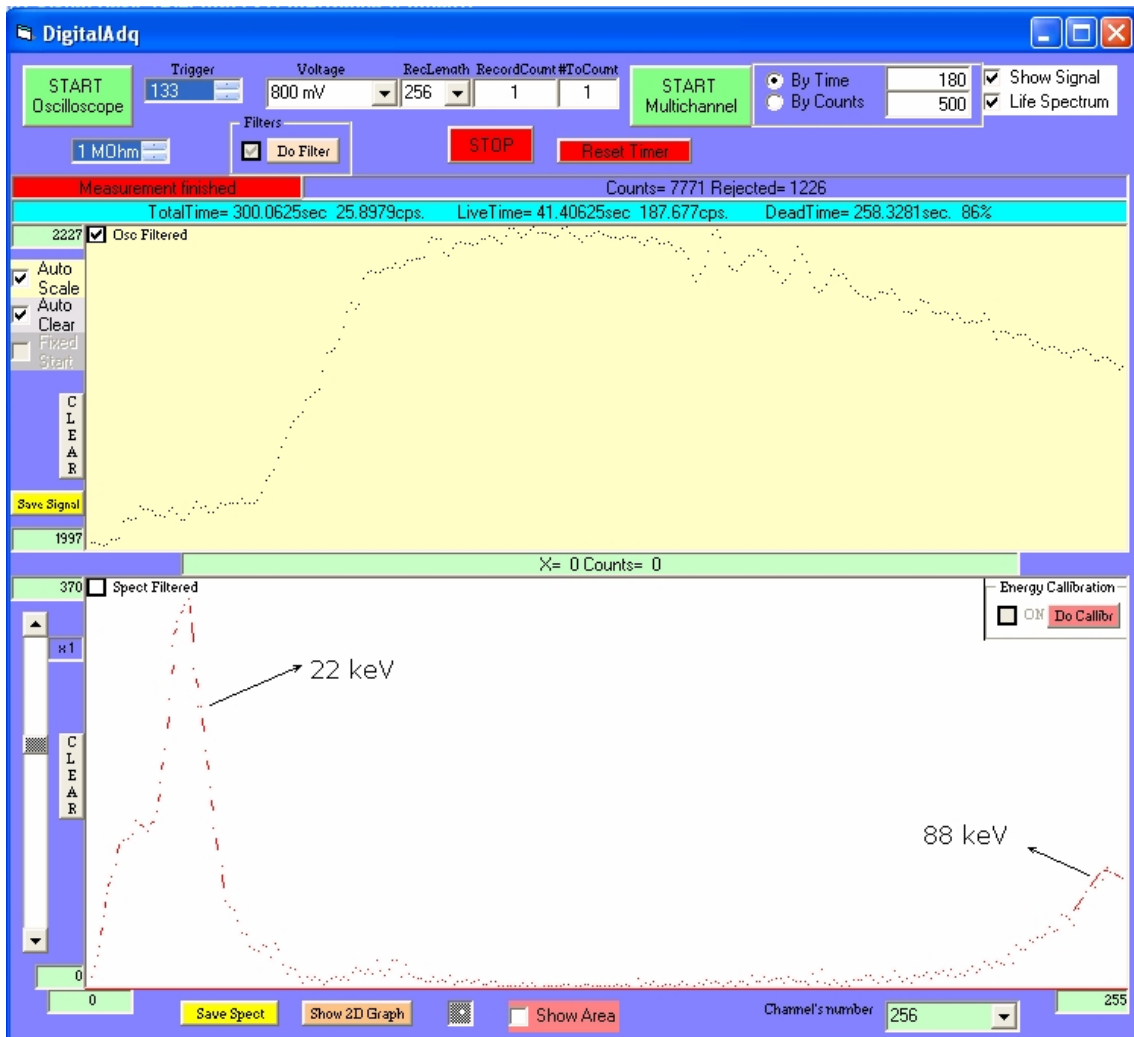 DigitalAdq
START Oscilloscope
Trigger
133
Voltage
800 mV
RecLength
256
RecordCount
1
#ToCount
1
START Multichannel
By Time
180
By Counts
500
Show Signal
Life Spectrum
1 MOhm
Filters
Do Filter
STOP
Reset Timer
Measurement finished
Counts= 7771 Rejected= 1226
TotalTime= 300.0625sec 25.8979cps. LiveTime= 41.40625sec 187.677cps. DeadTime= 258.3281sec. 86%
2227
Osc Filtered
Auto
Scale
Auto
Clear
Fixed
Start
C
L
E
A
R
Save Signal
1997
X= 0 Counts= 0
370
Spect Filtered
Energy Callibration
ON
Do Callibr
x1
22 keV
C
L
E
A
R
88 keV
0
0
255
Save Spect
Show 2D Graph
Show Area
Channel's number
256